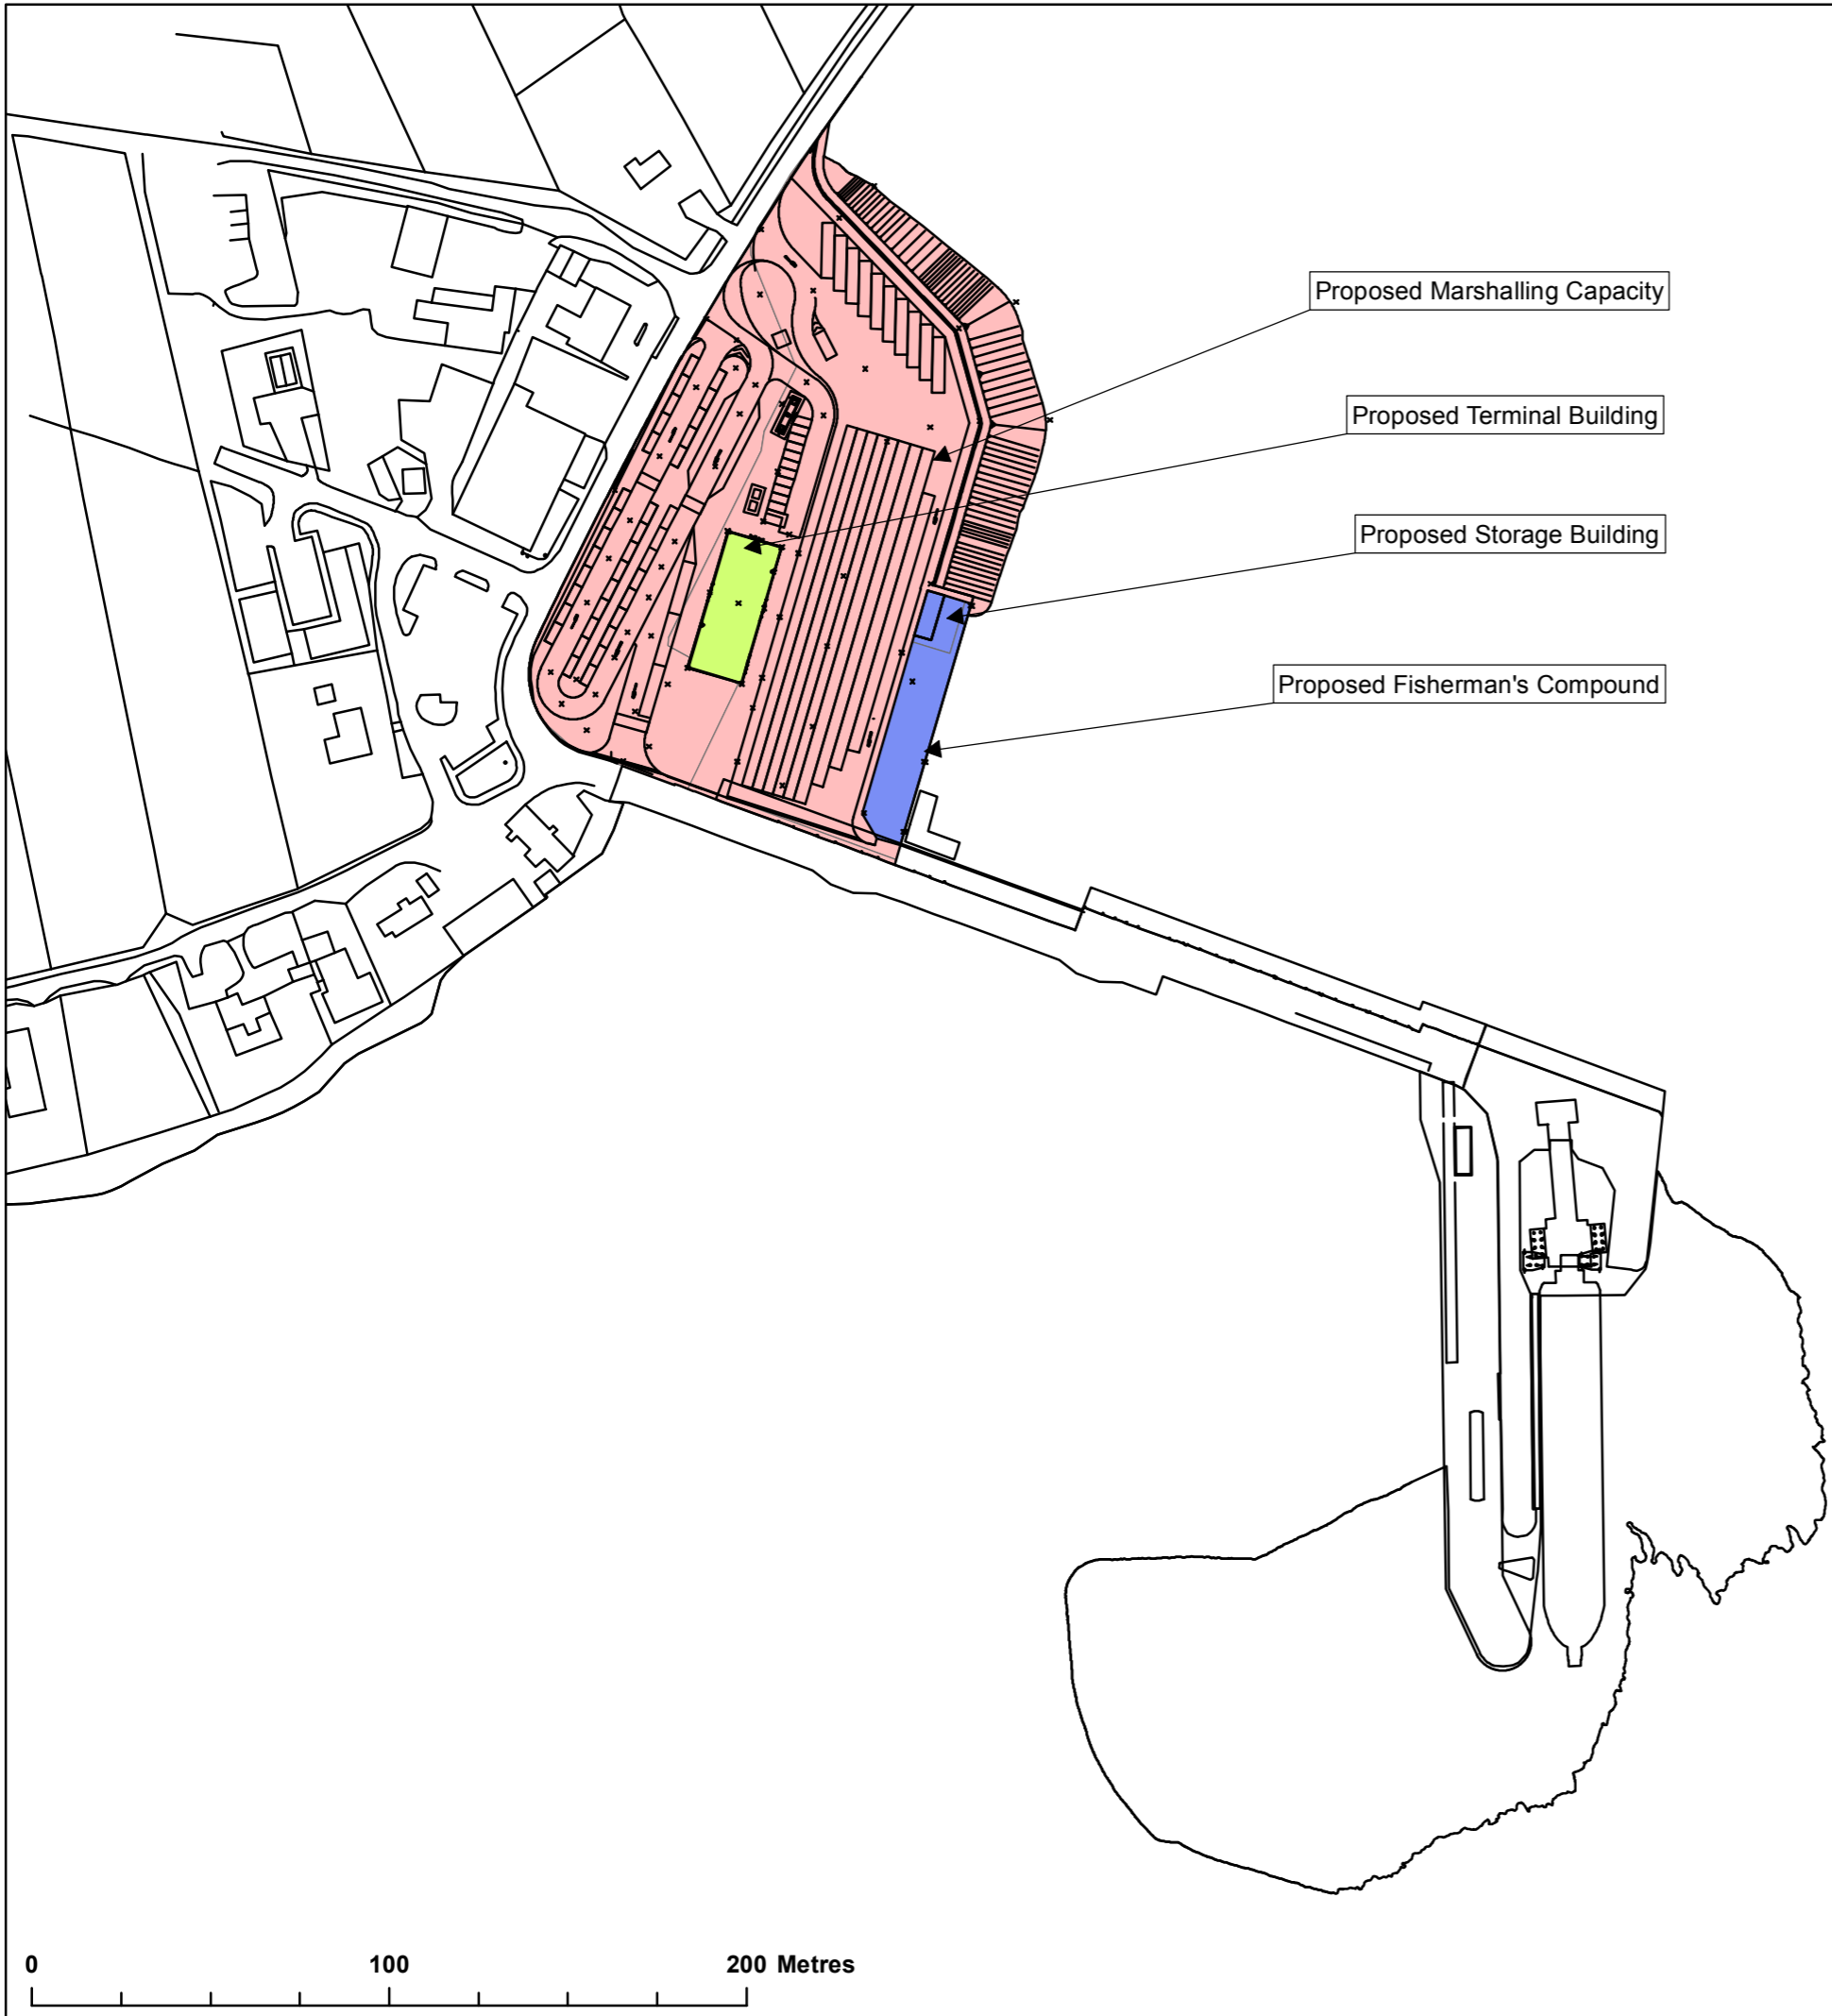 Proposed Marshalling Capacity
Proposed Terminal Building
Proposed Storage Building
Proposed Fisherman's Compound
0 100 200 Metres